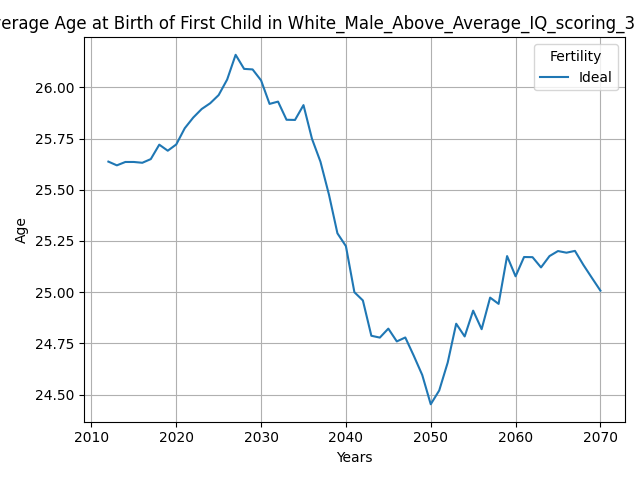 verage Age at Birth of First Child in White_Male_Above_Average_IQ_scoring_3
Fertility
Ideal
26.00
25.75
25.50
25.25
25.00
24.75
24.50
Age
2010 2020 2030 2040 2050 2060 2070
Years